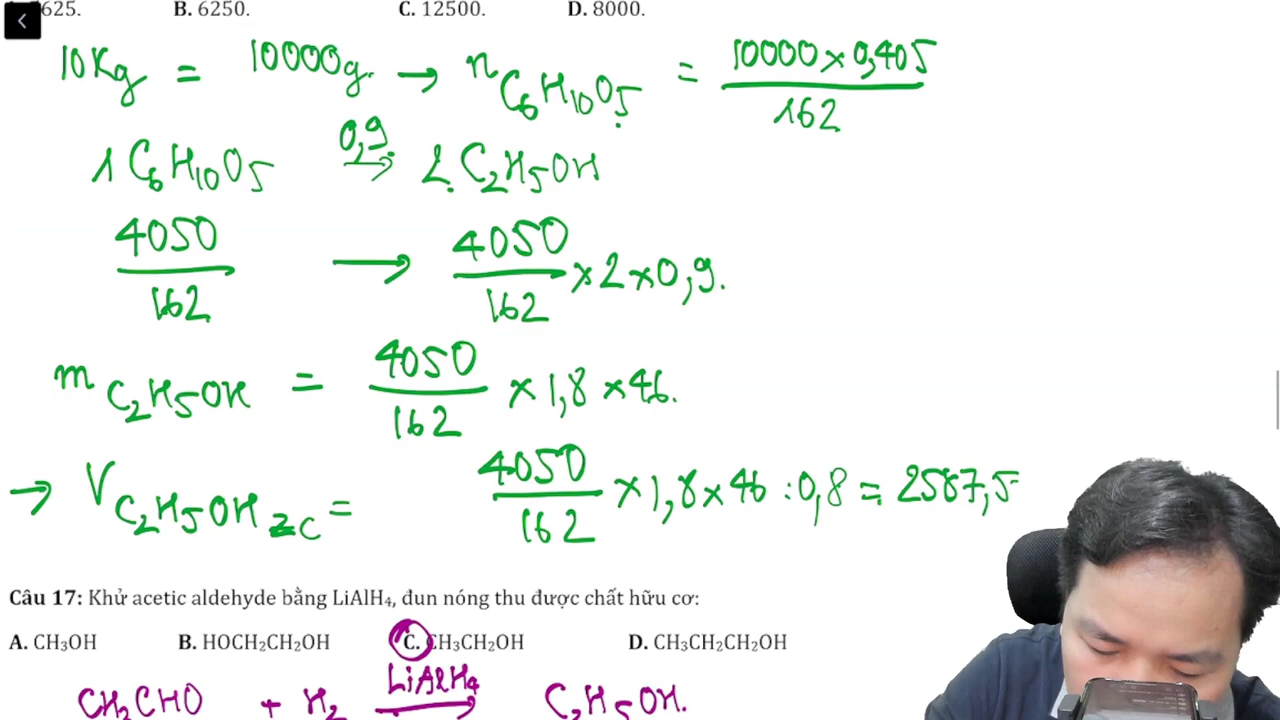 625. B. 6250. C. 12500. D. 8000.
10Kg = 10000g. → nC₆H₁₀O₅ = 10000 × 0,405 / 162
1 C₆H₁₀O₅ 0,9 → 2 C₂H₅OH
4050 / 162 → 4050 / 162 × 2 × 0,9.
m C₂H₅OH = 4050 / 162 × 1,8 × 46.
→ V C₂H₅OH ⁿᶜ = 4050 / 162 × 1,8 × 46 : 0,8 = 2587,5
Câu 17: Khử acetic aldehyde bằng LiAlH₄, đun nóng thu được chất hữu cơ:
A. CH₃OH B. HOCH₂CH₂OH C. CH₃CH₂OH D. CH₃CH₂CH₂OH
CH₃CHO + H₂ LiAlH₄ → C₂H₅OH.